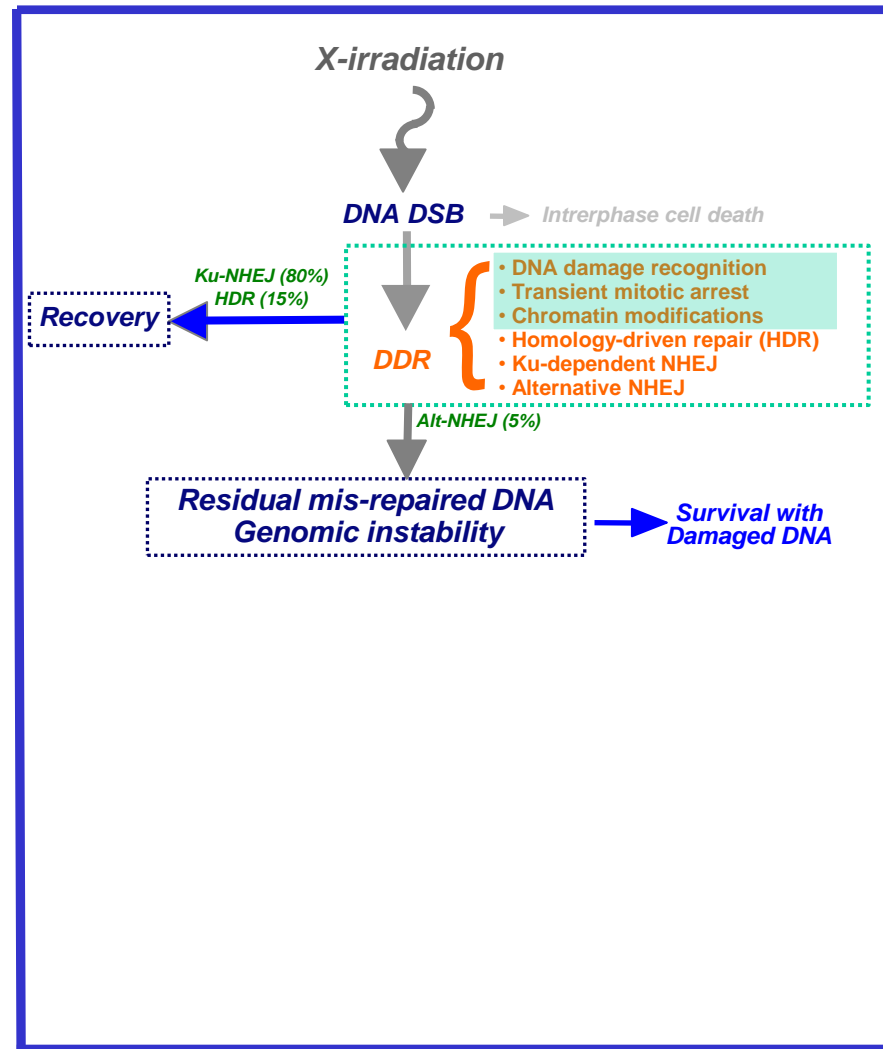 X-irradiation
DNA DSB
Intrerphase cell death
Ku-NHEJ (80%)
HDR (15%)
Recovery
DDR
{
• DNA damage recognition
• Transient mitotic arrest
• Chromatin modifications
• Homology-driven repair (HDR)
• Ku-dependent NHEJ
• Alternative NHEJ
Alt-NHEJ (5%)
Residual mis-repaired DNA
Genomic instability
Survival with
Damaged DNA